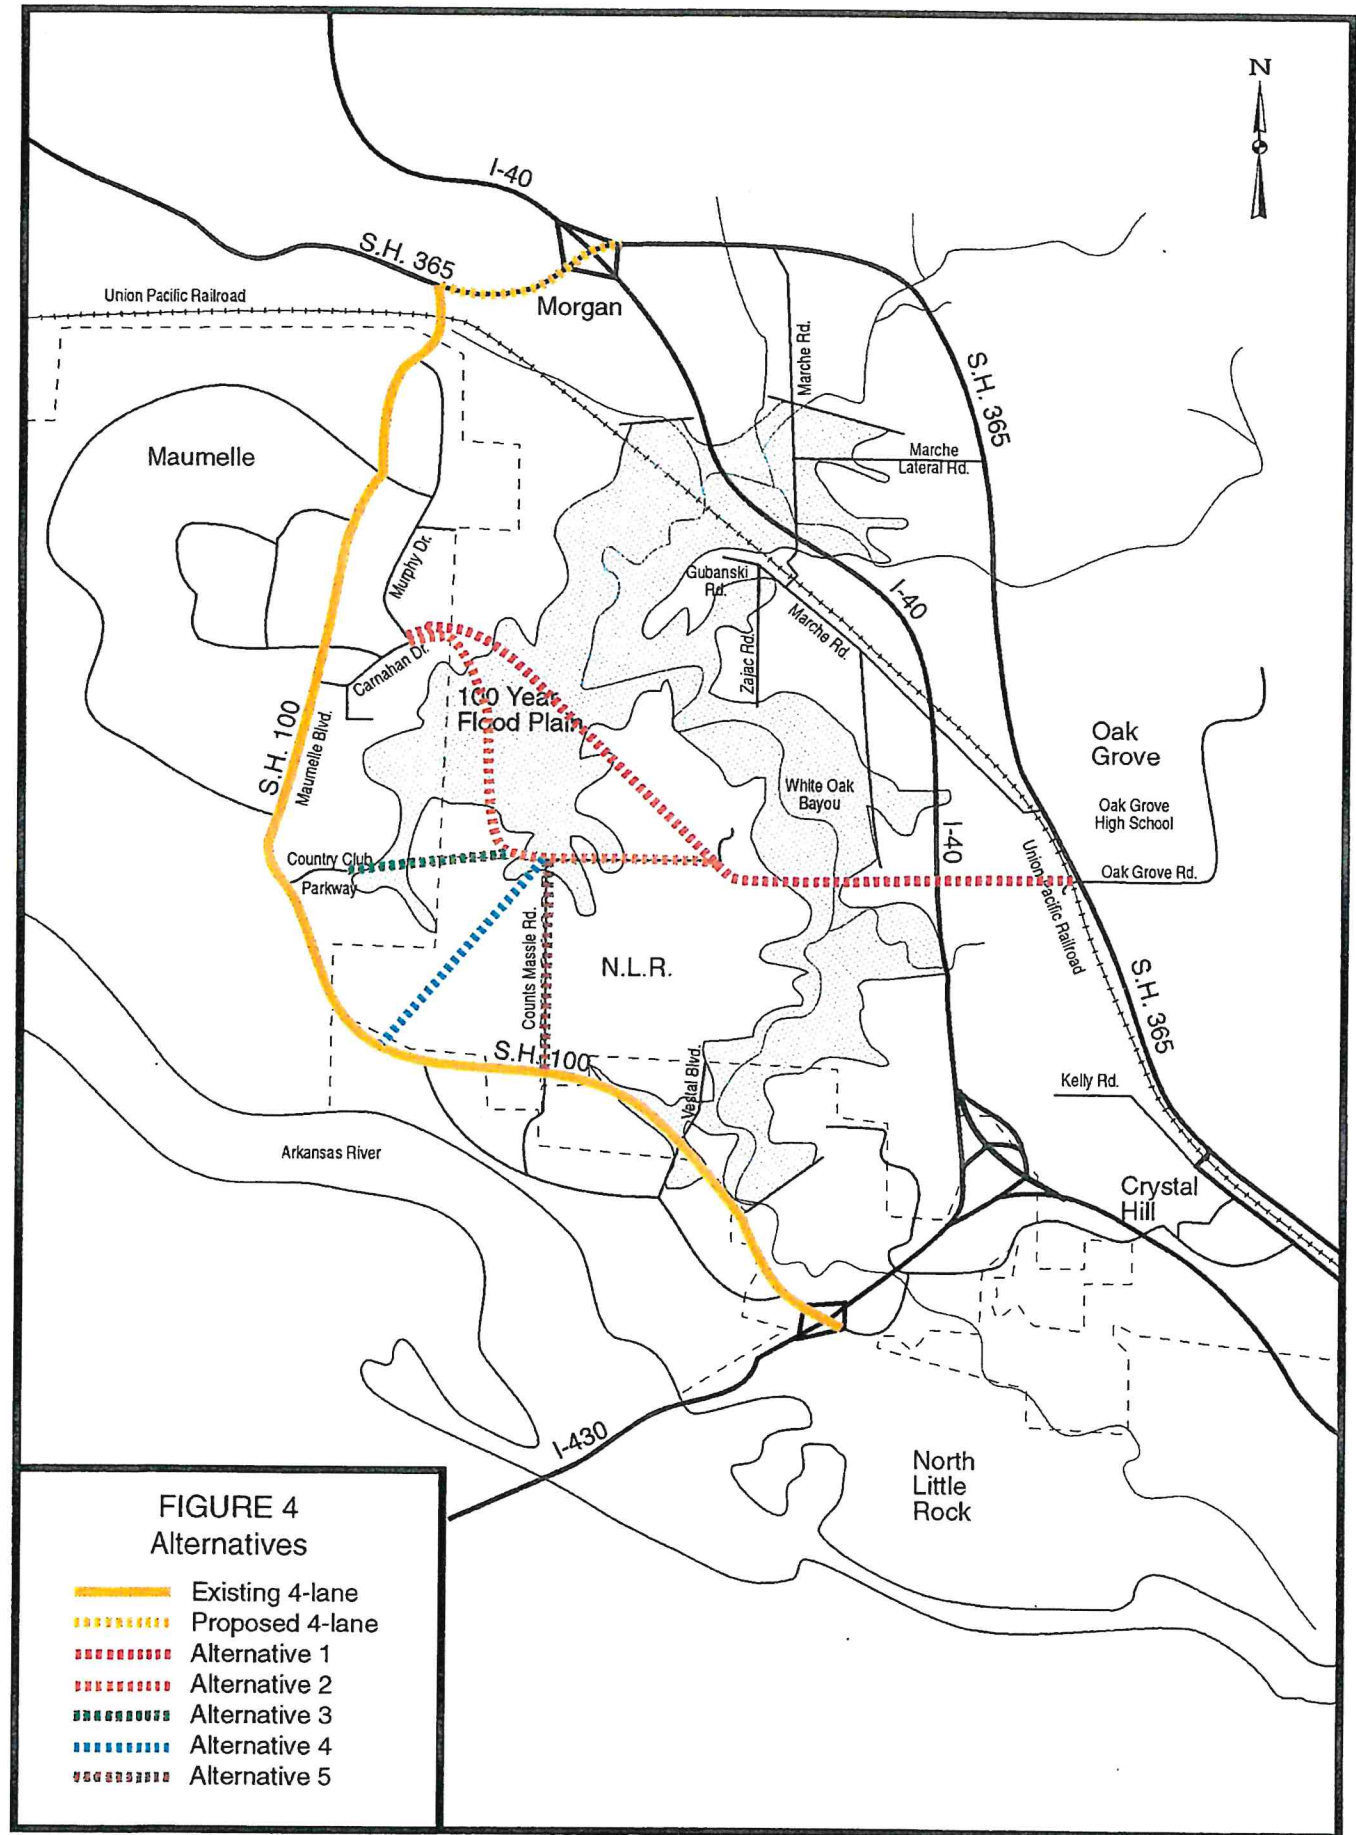 N
I-40
S.H. 365
Union Pacific Railroad
Morgan
Marche Rd.
S.H. 365
Maumelle
Marche
Lateral Rd.
Murphy Dr.
Gubanski
Rd.
I-40
Marche Rd.
Zajac Rd.
Carnahan Dr.
100 Year
Flood Plain
S.H. 100
Maumelle Blvd.
Oak
Grove
White Oak
Bayou
Oak Grove
High School
I-40
Union Pacific Railroad
Country Club
Parkway
Oak Grove Rd.
Counts Massie Rd.
N.L.R.
S.H. 365
S.H. 100
Vestal Blvd.
Kelly Rd.
Arkansas River
Crystal
Hill
I-430
North
Little
Rock
FIGURE 4
Alternatives
Existing 4-lane
Proposed 4-lane
Alternative 1
Alternative 2
Alternative 3
Alternative 4
Alternative 5